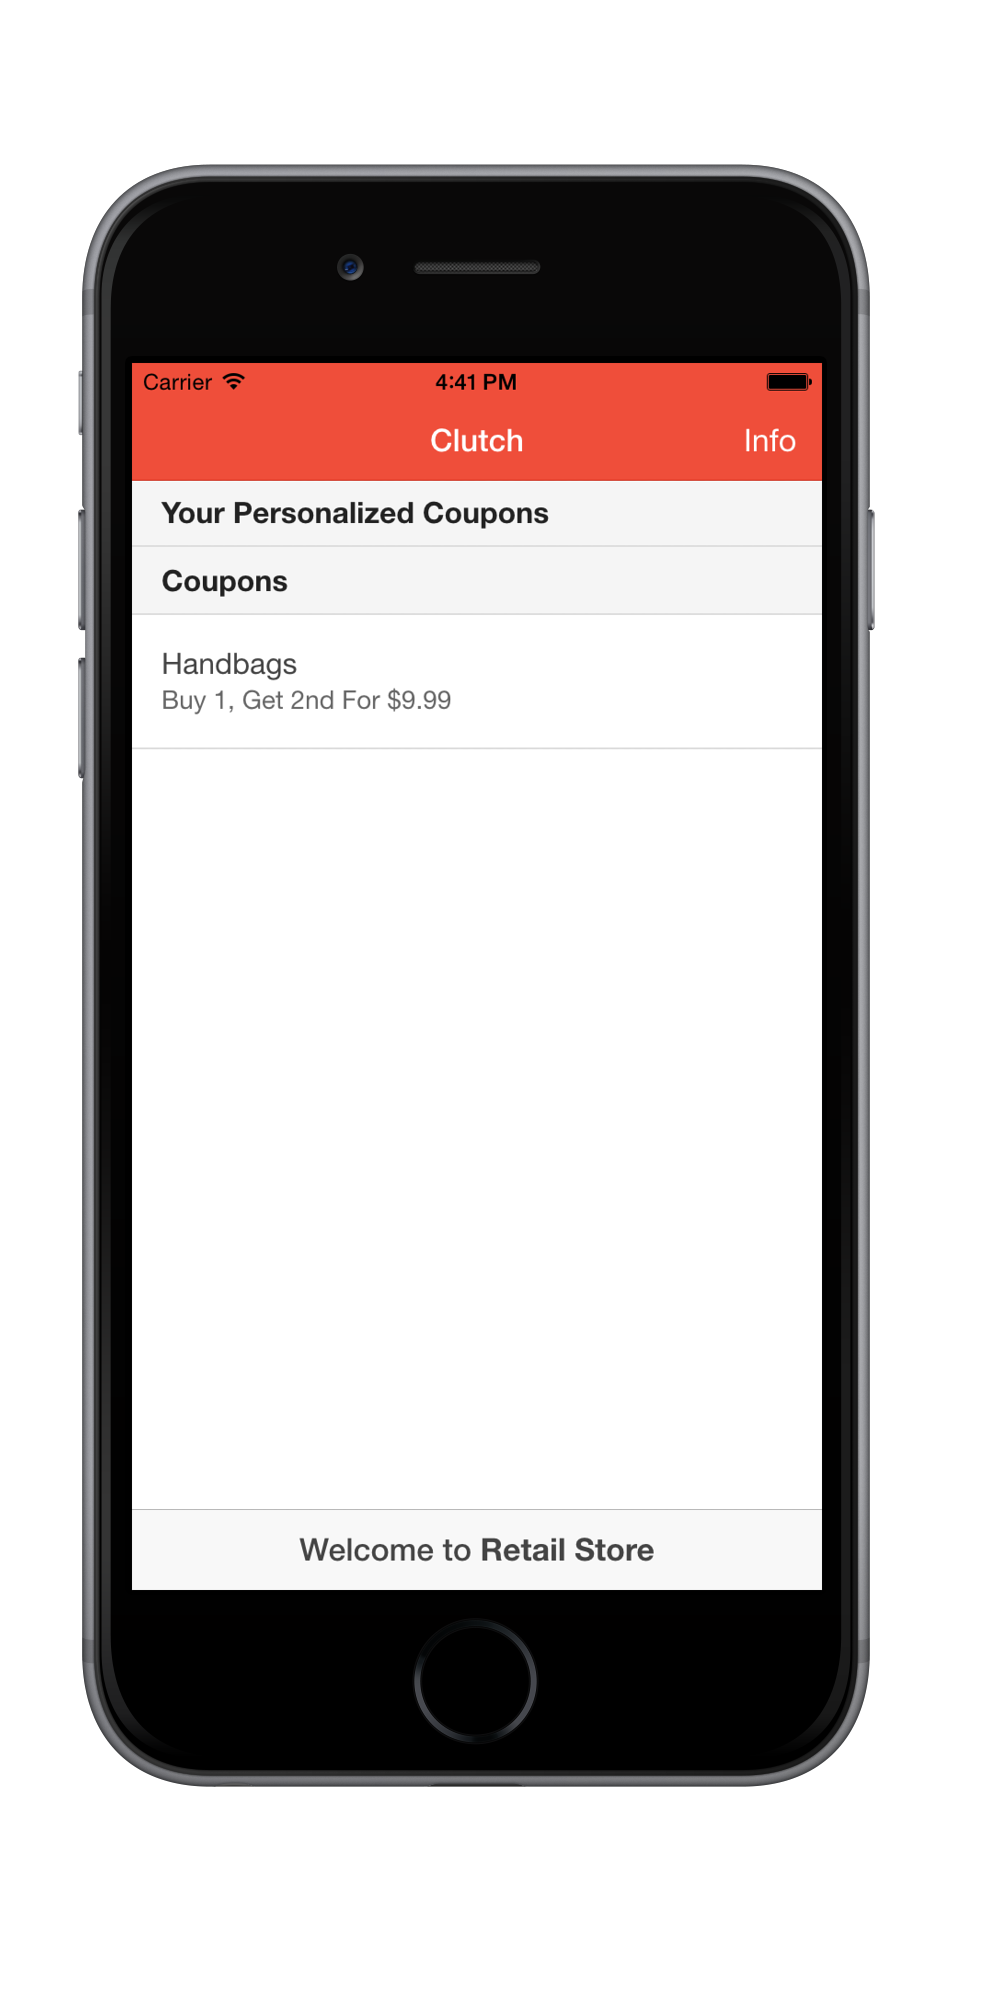 Carrier 4:41 PM
Clutch Info
Your Personalized Coupons
Coupons
Handbags
Buy 1, Get 2nd For $9.99
Welcome to Retail Store